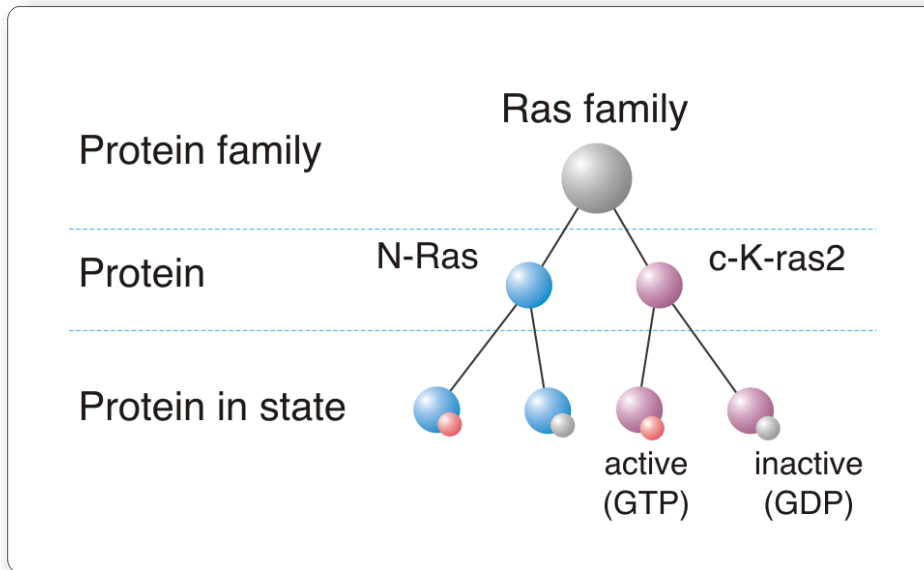 Ras family
Protein family
N-Ras
c-K-ras2
Protein
Protein in state
active
(GTP)
inactive
(GDP)